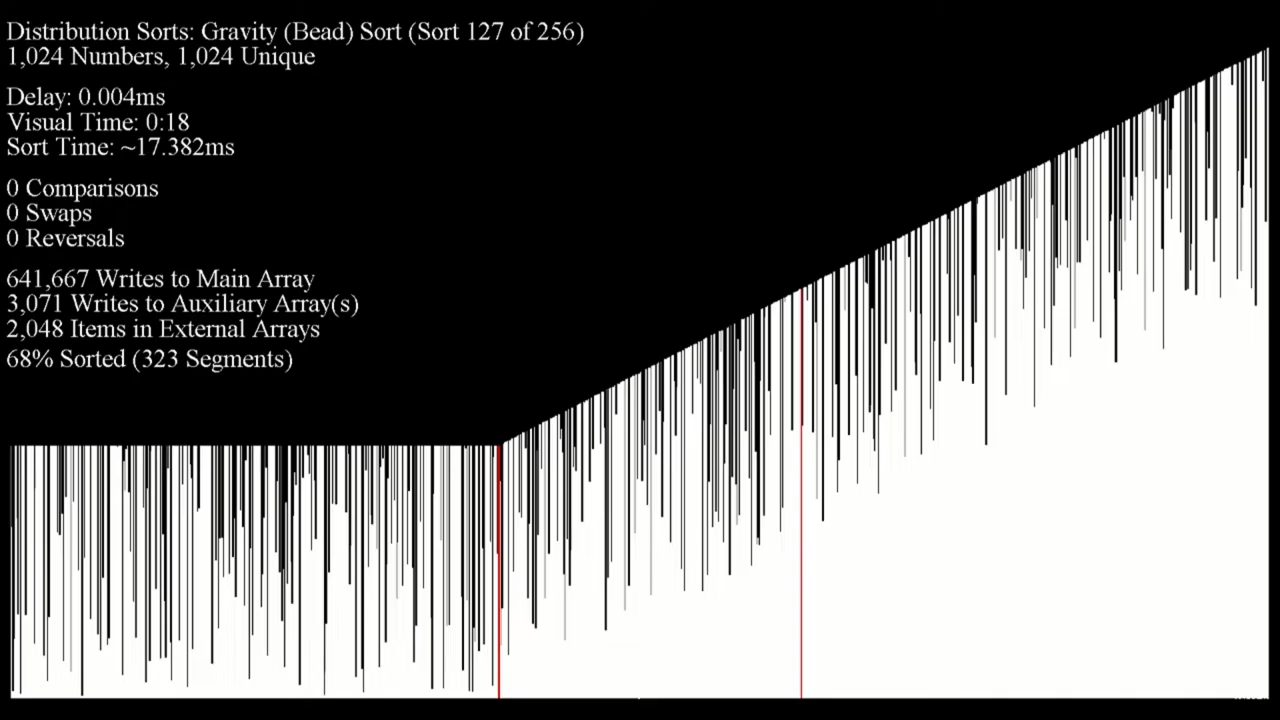 Distribution Sorts: Gravity (Bead) Sort (Sort 127 of 256)
1,024 Numbers, 1,024 Unique
Delay: 0.004ms
Visual Time: 0:18
Sort Time: ~17.382ms
0 Comparisons
0 Swaps
0 Reversals
641,667 Writes to Main Array
3,071 Writes to Auxiliary Array(s)
2,048 Items in External Arrays
68% Sorted (323 Segments)